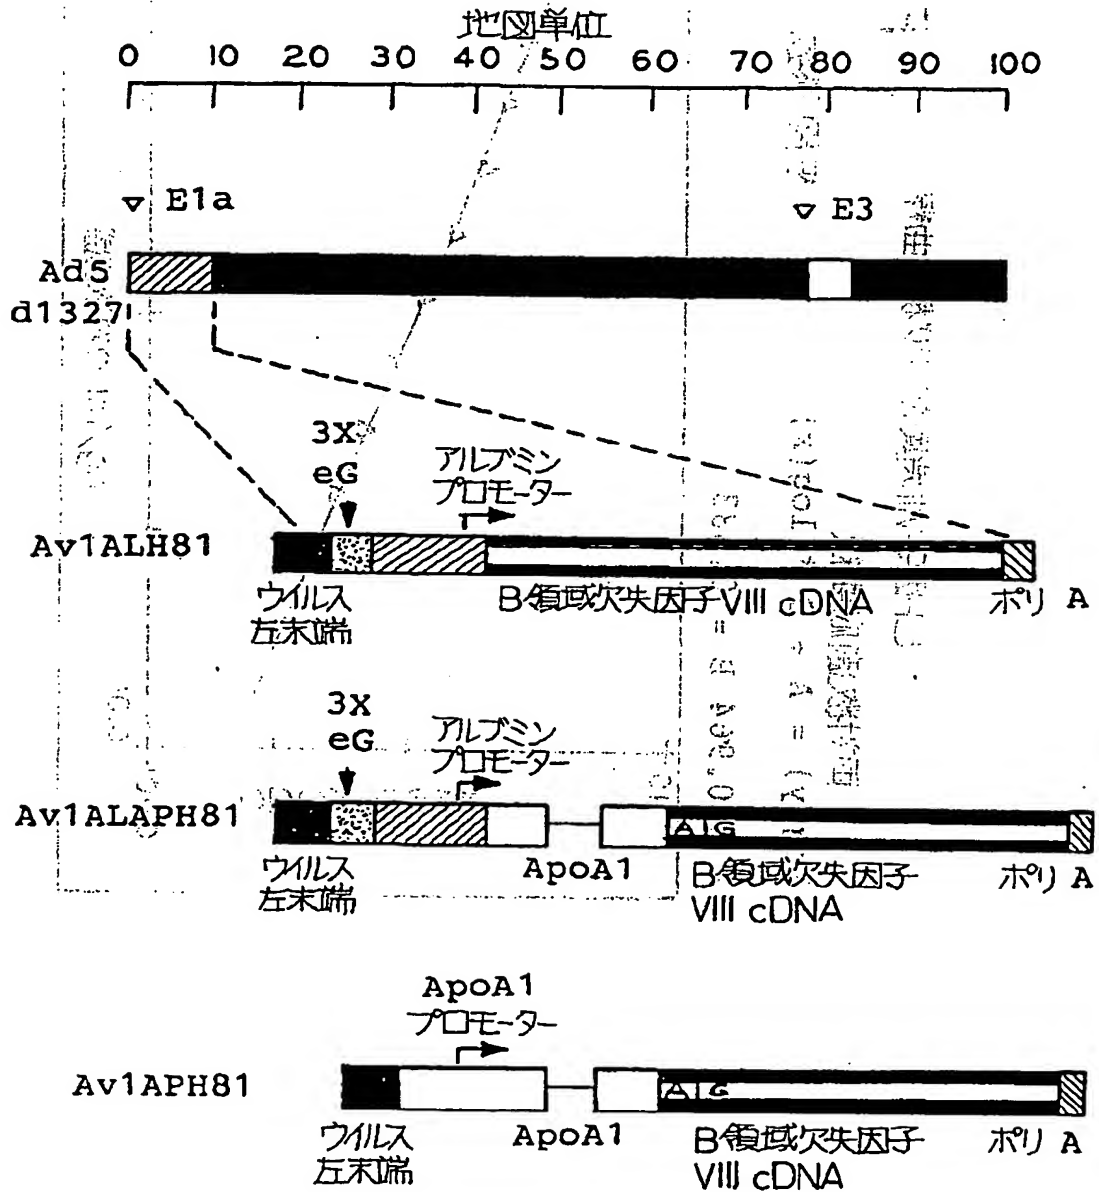 地図単位
0 10 20 30 40 50 60 70 80 90 100
E1a
E3
Ad5
d1327
3X
eG
アルブミン
プロモーター
Av1ALH81
ウイルス
左末端
B領域欠失因子VIII cDNA
ポリ A
3X
eG
アルブミン
プロモーター
Av1ALAPH81
ATG
ウイルス
左末端
ApoA1
B領域欠失因子
VIII cDNA
ポリ A
ApoA1
プロモーター
Av1APH81
ATG
ウイルス
左末端
ApoA1
B領域欠失因子
VIII cDNA
ポリ A